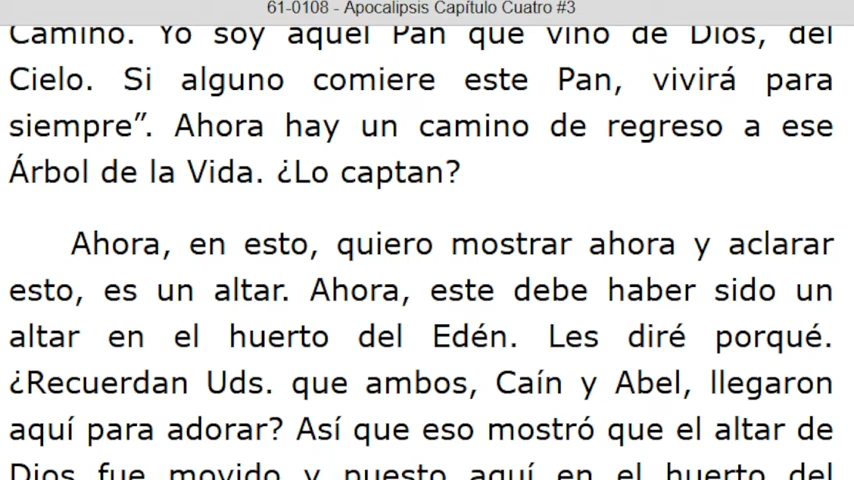 61-0108 - Apocalipsis Capítulo Cuatro #3
Camino. Yo soy aquel Pan que vino de Dios, del
Cielo. Si alguno comiere este Pan, vivirá para
siempre”. Ahora hay un camino de regreso a ese
Árbol de la Vida. ¿Lo captan?
Ahora, en esto, quiero mostrar ahora y aclarar
esto, es un altar. Ahora, este debe haber sido un
altar en el huerto del Edén. Les diré porqué.
¿Recuerdan Uds. que ambos, Caín y Abel, llegaron
aquí para adorar? Así que eso mostró que el altar de
Dios fue movido y puesto aquí en el huerto del